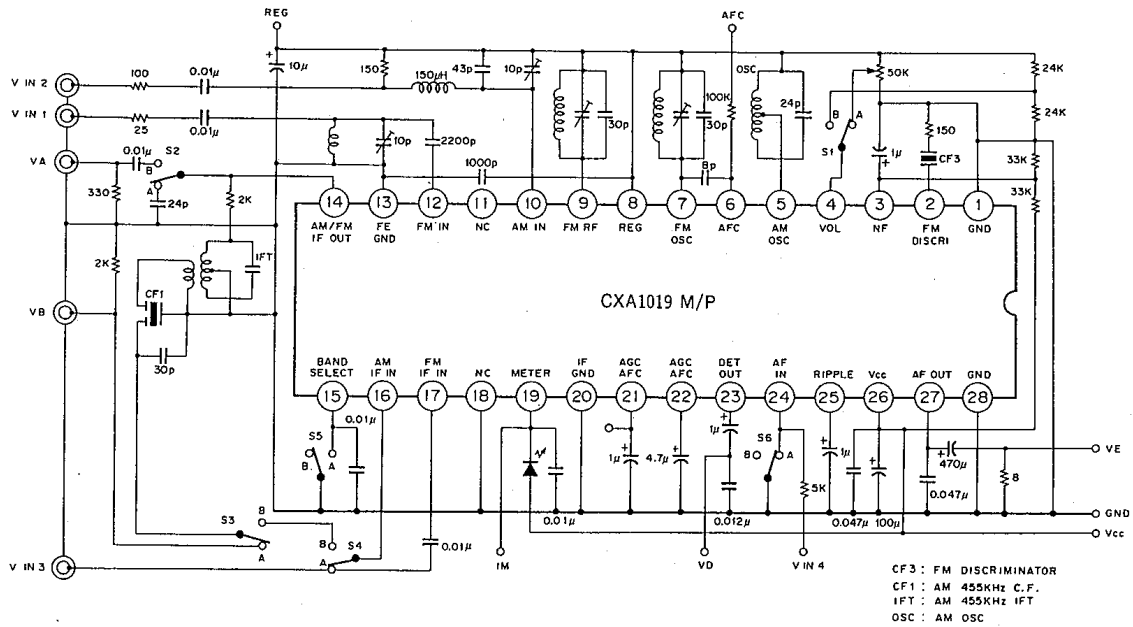 REG
AFC
V IN 2
100
0.01μ
10μ
150
150μH
43p
10p
30p
30p
100K
OSC
24p
50K
24K
V IN 1
25
0.01μ
10p
2200p
8p
B
A
S1
1μ
150
CF3
24K
VA
0.01μ
S2
B
A
330
24p
2K
1000p
33K
33K
14
13
12
11
10
9
8
7
6
5
4
3
2
1
AM/FM IF OUT
FE GND
FM IN
NC
AM IN
FM RF
REG
FM OSC
AFC
AM OSC
VOL
NF
FM DISCRI
GND
2K
IFT
CF1
VB
30p
CXA1019 M/P
BAND SELECT
AM IF IN
FM IF IN
NC
METER
IF GND
AGC AFC
AGC AFC
DET OUT
AF IN
RIPPLE
Vcc
AF OUT
GND
15
16
17
18
19
20
21
22
23
24
25
26
27
28
S5
B.
A
0.01μ
0.01μ
1μ
4.7μ
1μ
0.012μ
S6
B
A
5K
1μ
0.047μ
100μ
470μ
0.047μ
8
VE
GND
Vcc
S3
B
A
B
A
S4
0.01μ
V IN 3
IM
VD
V IN 4
CF3 : FM DISCRIMINATOR
CF1 : AM 455KHz C.F.
IFT : AM 455KHz IFT
OSC : AM OSC